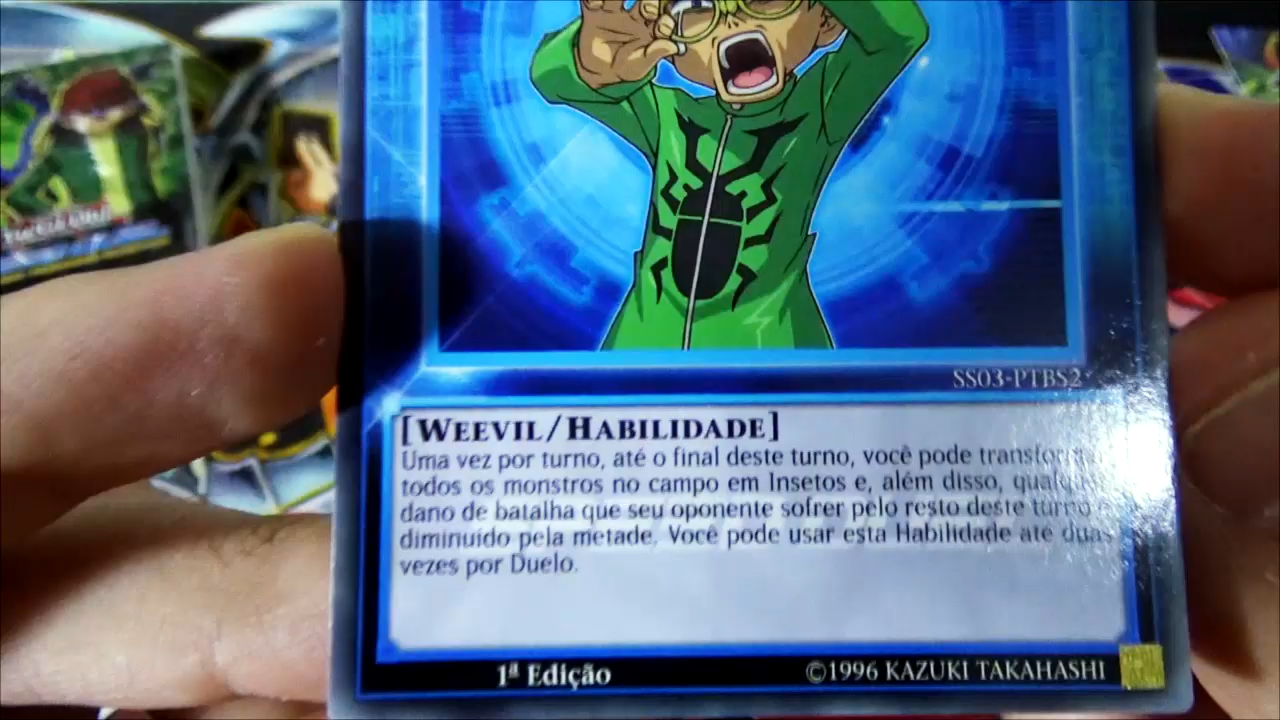 SS03-PTBS2
[WEEVIL/HABILIDADE]
Uma vez por turno, até o final deste turno, você pode transformar
todos os monstros no campo em Insetos e, além disso, qualquer
dano de batalha que seu oponente sofrer pelo resto deste turno é
diminuído pela metade. Você pode usar esta Habilidade até duas
vezes por Duelo.
1ª Edição
©1996 KAZUKI TAKAHASHI